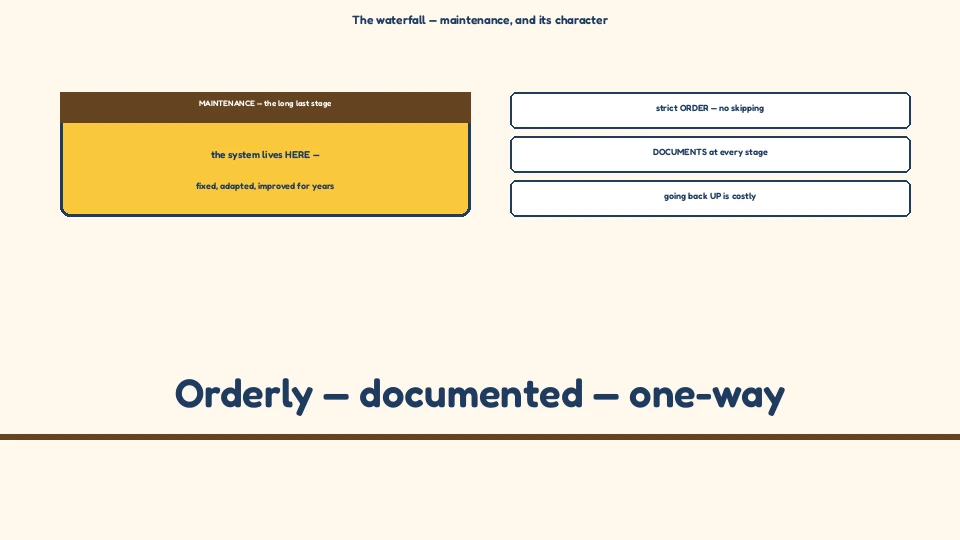 The waterfall — maintenance, and its character
MAINTENANCE — the long last stage
the system lives HERE —
fixed, adapted, improved for years
strict ORDER — no skipping
DOCUMENTS at every stage
going back UP is costly
Orderly — documented — one-way